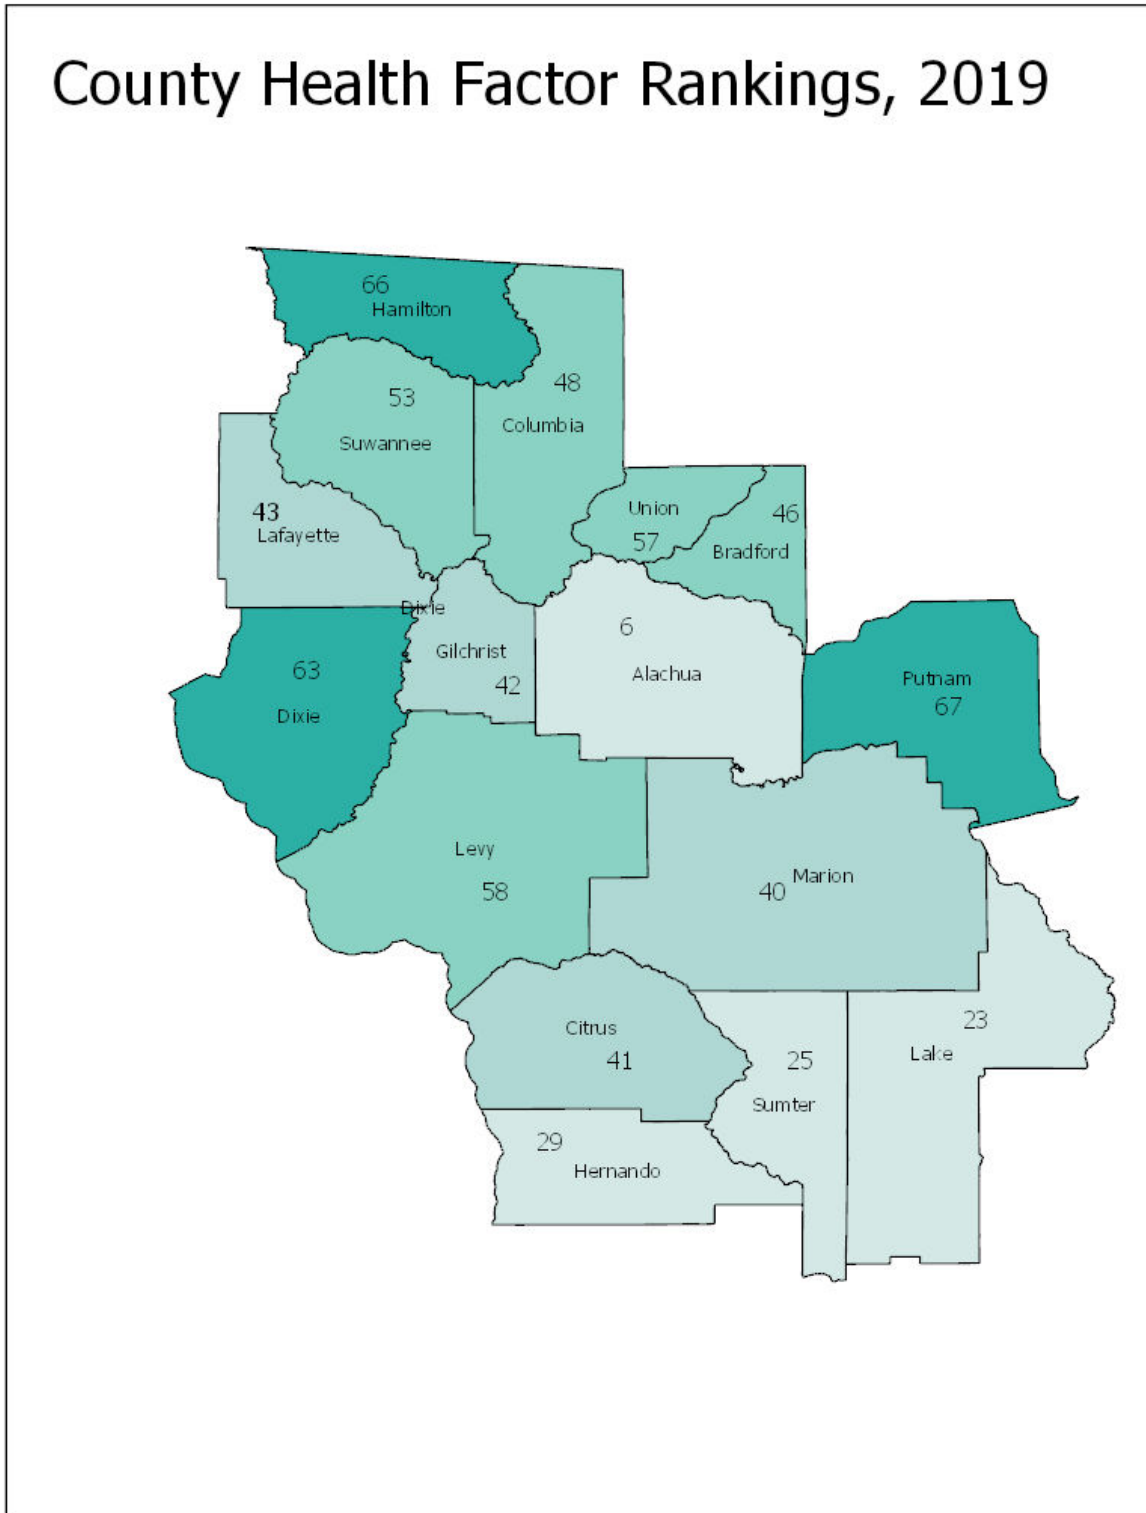 County Health Factor Rankings, 2019
66
Hamilton
53
Suwannee
48
Columbia
43
Lafayette
Union
57
46
Bradford
Dixie
Gilchrist
42
6
Alachua
63
Dixie
Putnam
67
Levy
58
Marion
40
Citrus
41
25
Sumter
23
Lake
29
Hernando